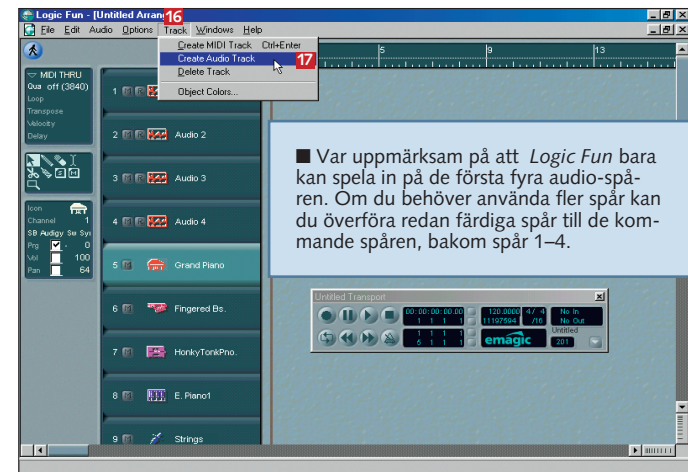 Logic Fun - [Untitled Arran
16
File Edit Audio Options Track Windows Help
Create MIDI Track Ctrl+Enter
Create Audio Track
17
Delete Track
Object Colors...
5 9 13
MIDI THRU
Qua off (3840)
Loop
Transpose
Velocity
Delay
Icon
Channel 1
SB Audigy Sw Syn
Prg - 0
Vol 100
Pan 64
1
2 Audio 2
3 Audio 3
4 Audio 4
5 Grand Piano
6 Fingered Bs.
7 HonkyTonkPno.
8 E. Piano1
9 Strings
■ Var uppmärksam på att Logic Fun bara
kan spela in på de första fyra audio-spå-
ren. Om du behöver använda fler spår kan
du överföra redan färdiga spår till de kom-
mande spåren, bakom spår 1–4.
Untitled Transport
00:00:00:00.00 120.0000 4/ 4 No In
1 1 1 1 11197594 /16 No Out
1 1 1 1 Untitled
5 1 1 1 emagic 201